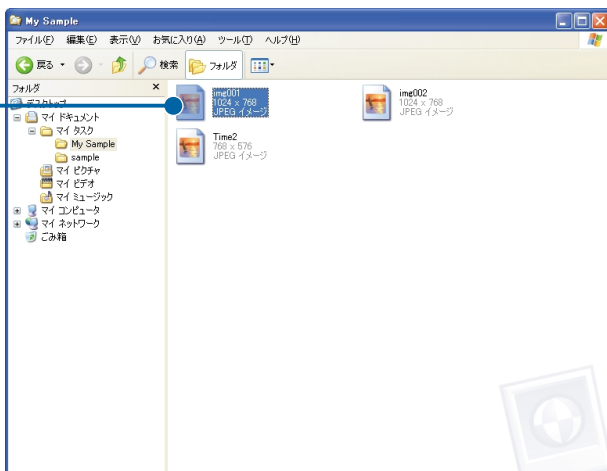 My Sample
ファイル(F) 編集(E) 表示(V) お気に入り(A) ツール(T) ヘルプ(H)
戻る 検索 フォルダ
フォルダ ×
デスクトップ
マイ ドキュメント
マイ タスク
My Sample
sample
マイ ピクチャ
マイ ビデオ
マイ ミュージック
マイ コンピュータ
マイ ネットワーク
ごみ箱
img001
1024 x 768
JPEG イメージ
img002
1024 x 768
JPEG イメージ
Time2
768 x 576
JPEG イメージ